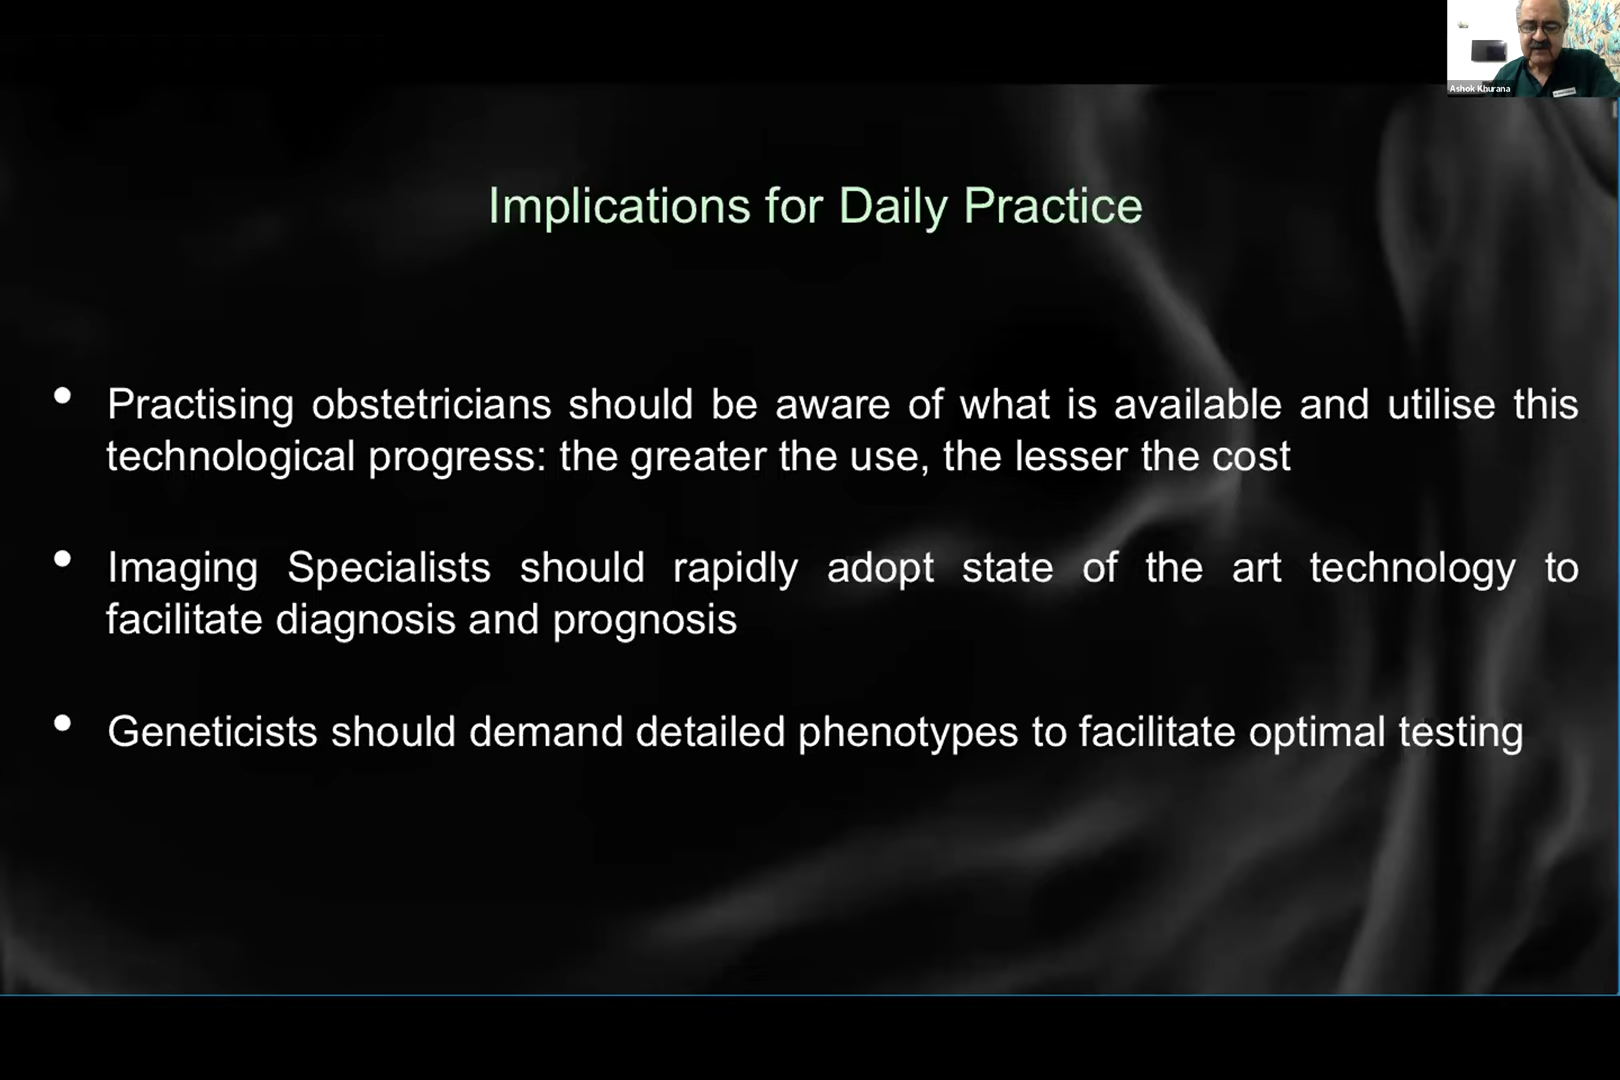 Ashok Khurana
Implications for Daily Practice
• Practising obstetricians should be aware of what is available and utilise this
technological progress: the greater the use, the lesser the cost
• Imaging Specialists should rapidly adopt state of the art technology to
facilitate diagnosis and prognosis
• Geneticists should demand detailed phenotypes to facilitate optimal testing